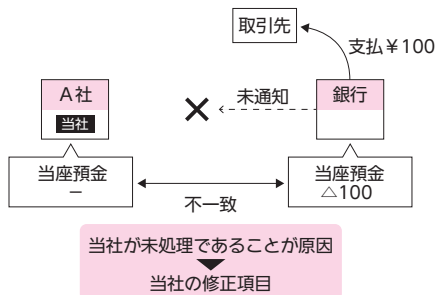 取引先
支払¥100
A社
当社
未通知
銀行
当座預金
－
当座預金
△100
不一致
当社が未処理であることが原因
当社の修正項目